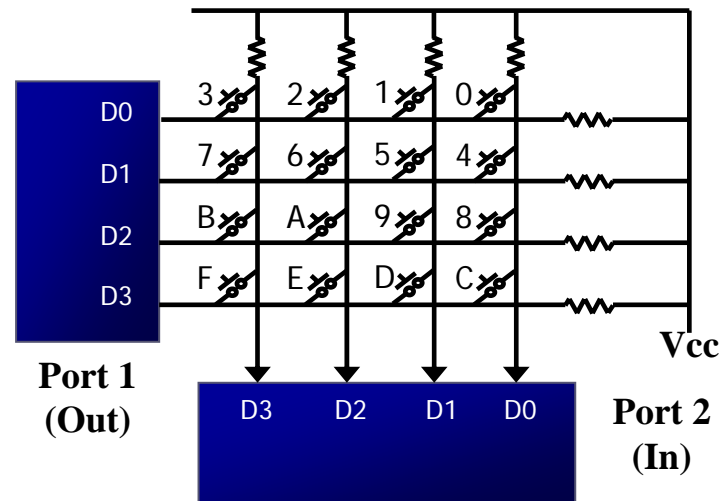 3 2 1 0
D0
7 6 5 4
D1
B A 9 8
D2
F E D C
D3
Vcc
Port 1
(Out)
D3 D2 D1 D0
Port 2
(In)